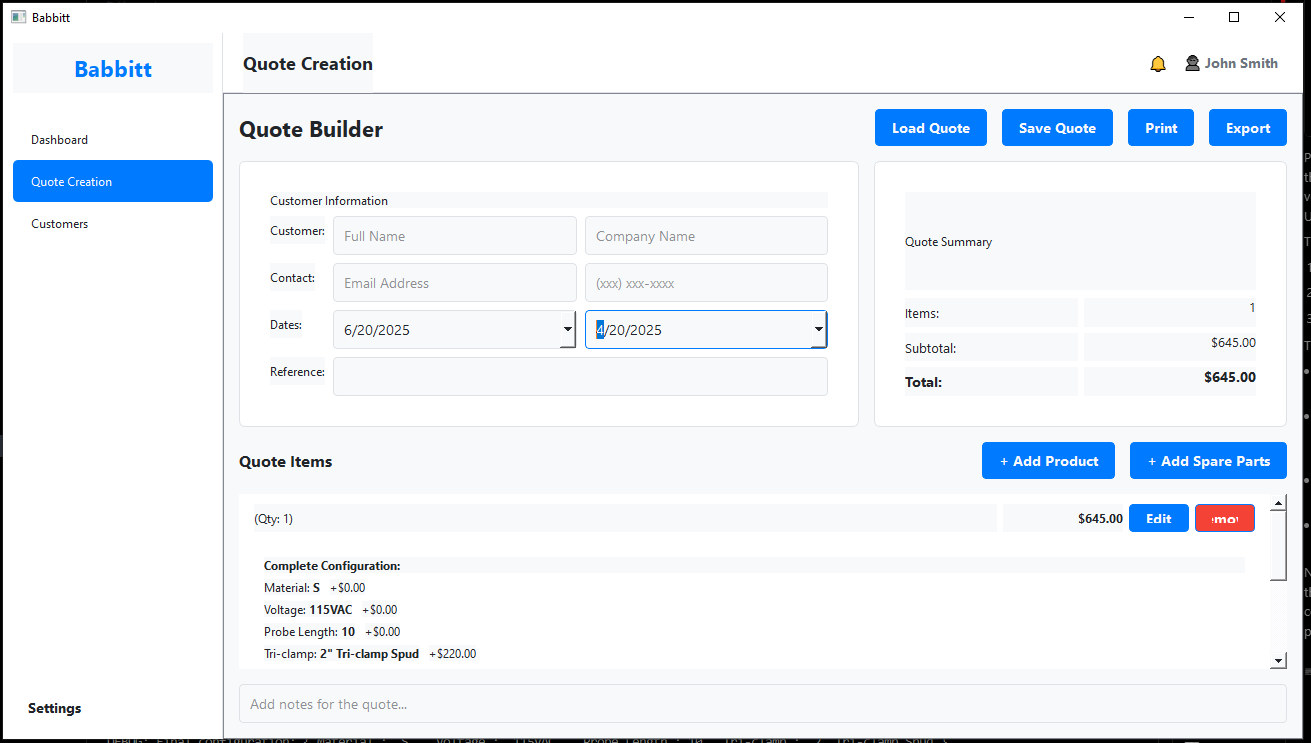 Babbitt
Babbitt
Quote Creation
John Smith
Dashboard
Quote Creation
Customers
Settings
Quote Builder
Load Quote
Save Quote
Print
Export
Customer Information
Customer:
Full Name
Company Name
Contact:
Email Address
(xxx) xxx-xxxx
Dates:
6/20/2025
4/20/2025
Reference:
Quote Summary
Items:
1
Subtotal:
$645.00
Total:
$645.00
Quote Items
+ Add Product
+ Add Spare Parts
(Qty: 1)
$645.00
Edit
emov
Complete Configuration:
Material: S +$0.00
Voltage: 115VAC +$0.00
Probe Length: 10 +$0.00
Tri-clamp: 2" Tri-clamp Spud +$220.00
Add notes for the quote...